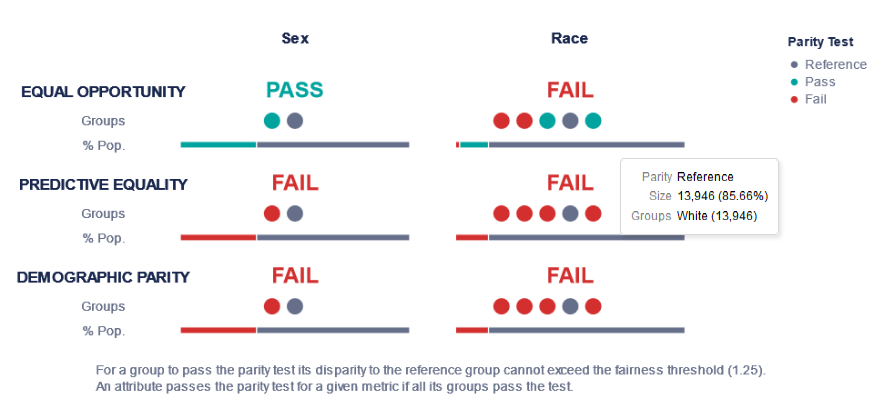 Sex Race Parity Test
Reference
Pass
Fail
EQUAL OPPORTUNITY PASS FAIL
Groups
% Pop.
PREDICTIVE EQUALITY FAIL FAIL
Groups
% Pop.
Parity Reference
Size 13,946 (85.66%)
Groups White (13,946)
DEMOGRAPHIC PARITY FAIL FAIL
Groups
% Pop.
For a group to pass the parity test its disparity to the reference group cannot exceed the fairness threshold (1.25).
An attribute passes the parity test for a given metric if all its groups pass the test.